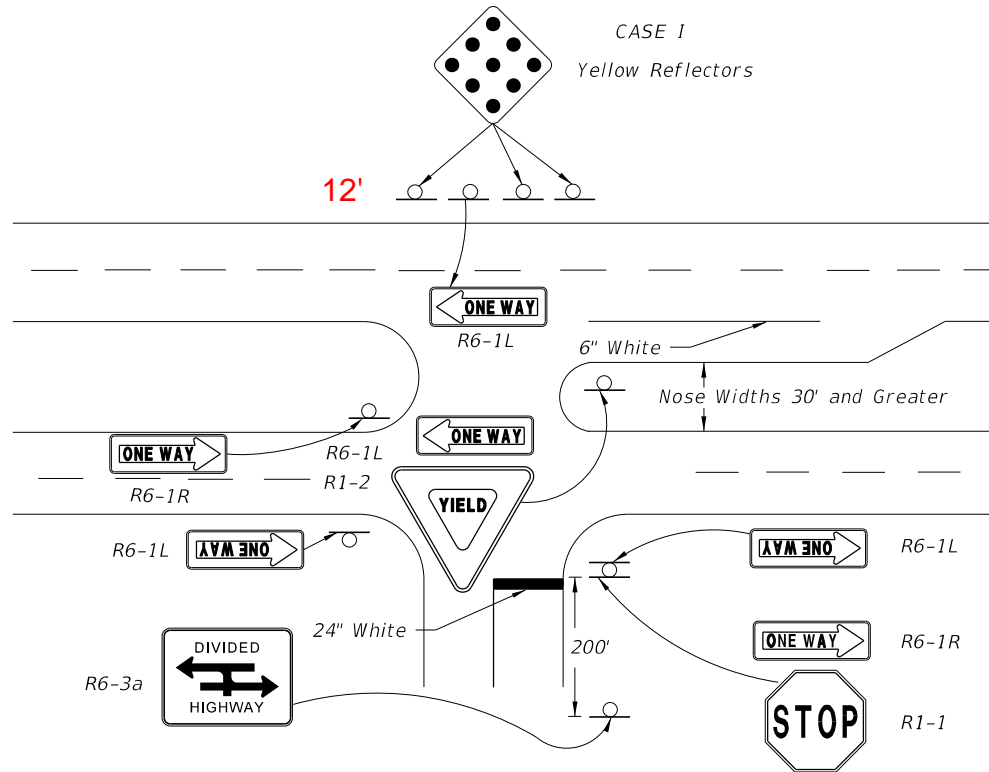 CASE I
Yellow Reflectors
12'
ONE WAY
R6-1L
6" White
Nose Widths 30' and Greater
ONE WAY
ONE WAY
R6-1L
R6-1R
R1-2
YIELD
R6-1L
ONE WAY
ONE WAY
R6-1L
24" White
200'
ONE WAY
R6-1R
DIVIDED
HIGHWAY
R6-3a
STOP
R1-1